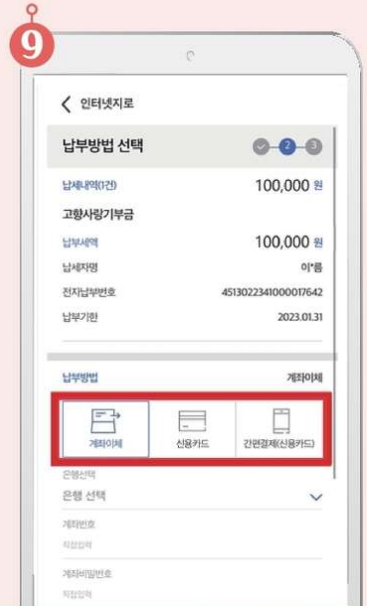 9
인터넷지로
납부방법 선택
2 3
납세내역(1건) 100,000 원
고향사랑기부금
납부세액 100,000 원
납세자명 이*름
전자납부번호 4513022341000017642
납부기한 2023.01.31
납부방법 계좌이체
계좌이체 신용카드 간편결제(신용카드)
은행선택
은행 선택
계좌번호
직접입력
계좌비밀번호
직접입력